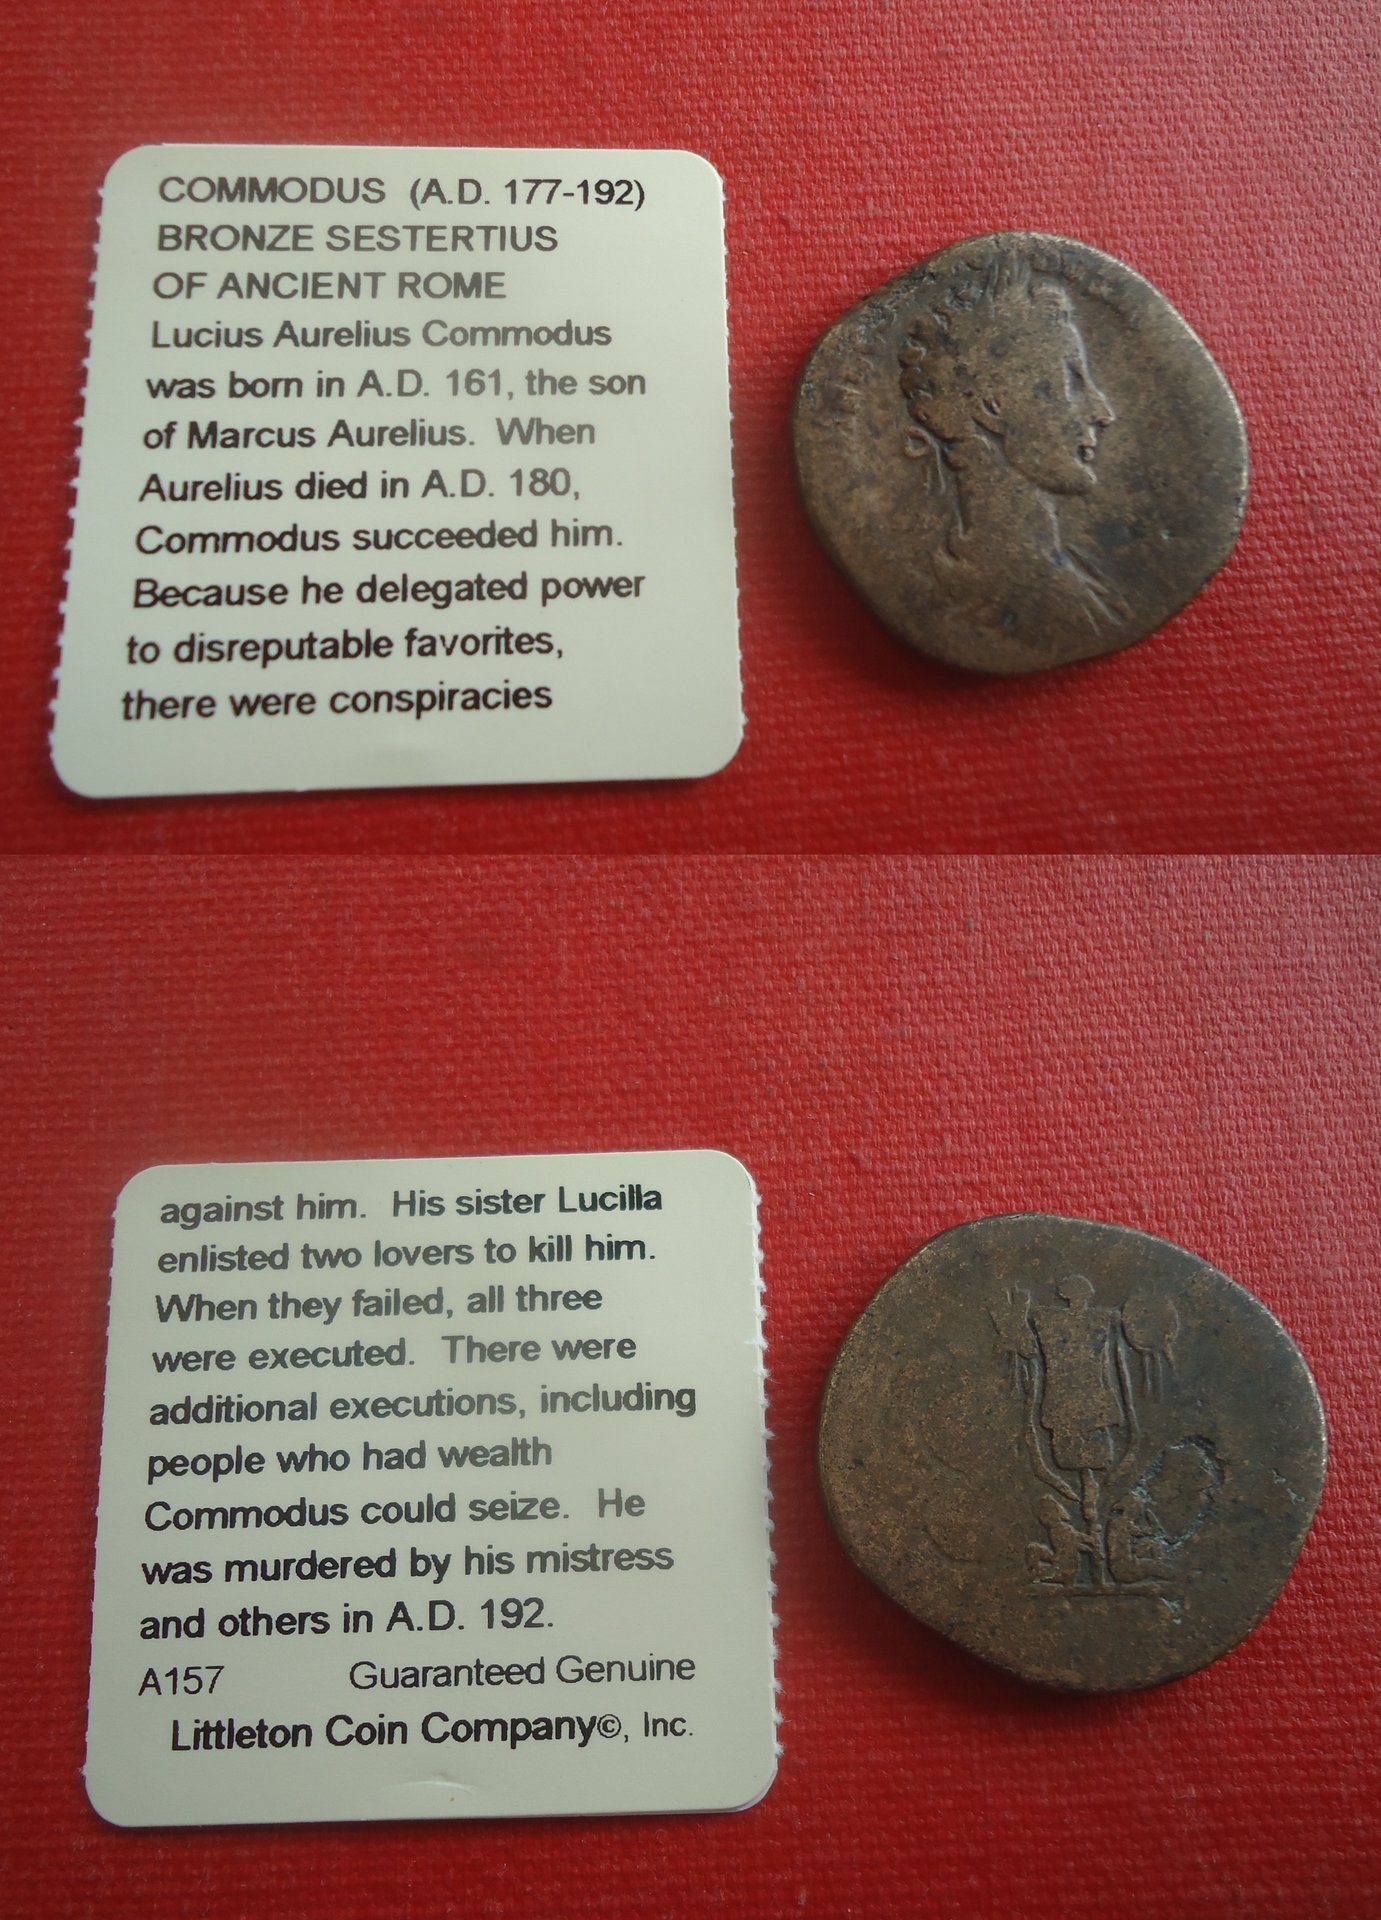 COMMODUS (A.D. 177-192)
BRONZE SESTERTIUS
OF ANCIENT ROME
Lucius Aurelius Commodus
was born in A.D. 161, the son
of Marcus Aurelius. When
Aurelius died in A.D. 180,
Commodus succeeded him.
Because he delegated power
to disreputable favorites,
there were conspiracies
against him. His sister Lucilla
enlisted two lovers to kill him.
When they failed, all three
were executed. There were
additional executions, including
people who had wealth
Commodus could seize. He
was murdered by his mistress
and others in A.D. 192.
A157 Guaranteed Genuine
Littleton Coin Company©, Inc.